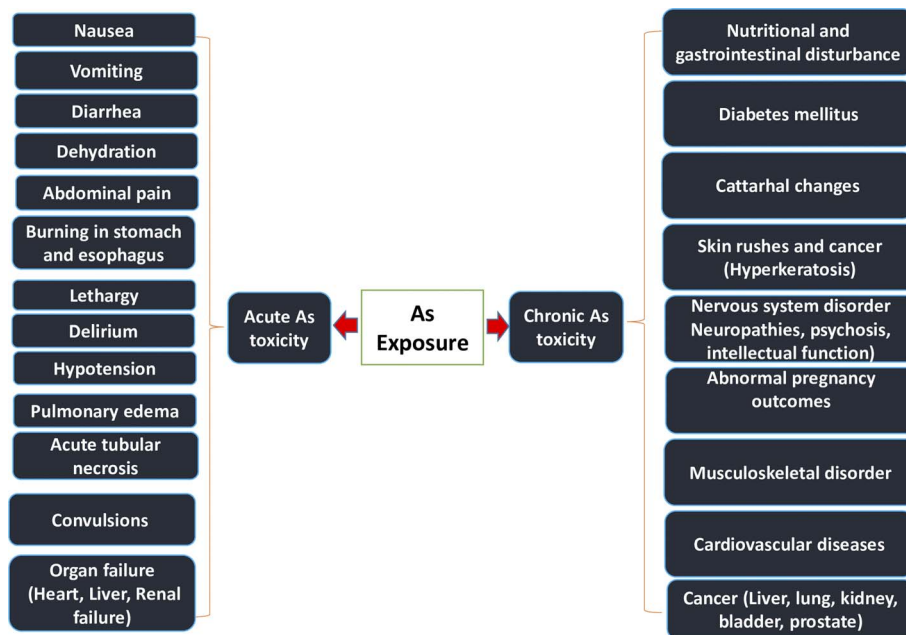 Nausea
Vomiting
Diarrhea
Dehydration
Abdominal pain
Burning in stomach
and esophagus
Lethargy
Delirium
Hypotension
Pulmonary edema
Acute tubular
necrosis
Convulsions
Organ failure
(Heart, Liver, Renal
failure)
Acute As
toxicity
As
Exposure
Chronic As
toxicity
Nutritional and
gastrointestinal disturbance
Diabetes mellitus
Cattarhal changes
Skin rushes and cancer
(Hyperkeratosis)
Nervous system disorder
Neuropathies, psychosis,
intellectual function)
Abnormal pregnancy
outcomes
Musculoskeletal disorder
Cardiovascular diseases
Cancer (Liver, lung, kidney,
bladder, prostate)